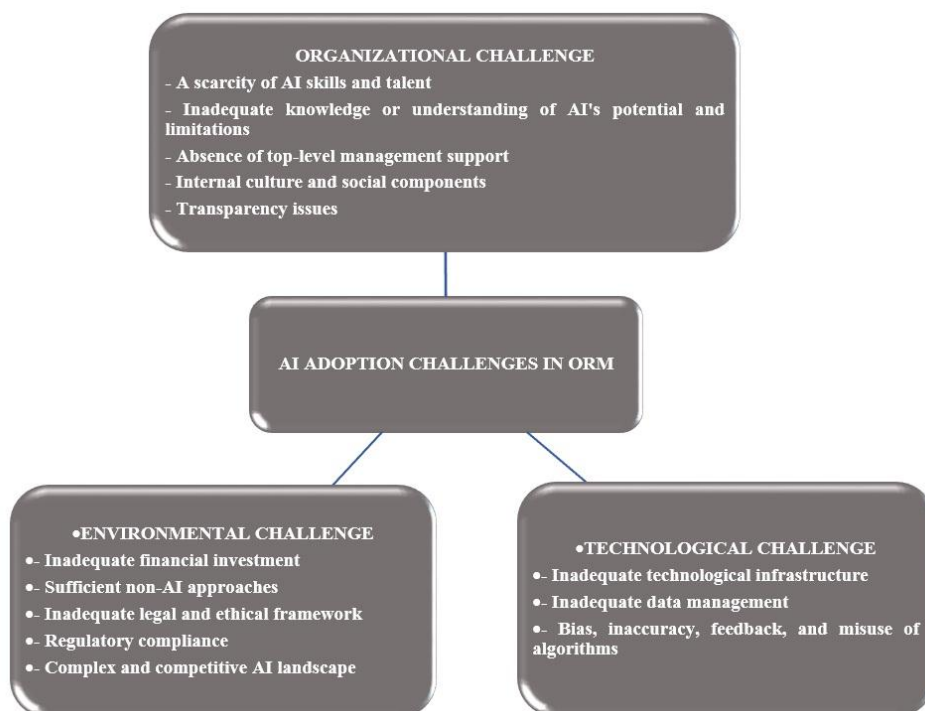 ORGANIZATIONAL CHALLENGE
- A scarcity of AI skills and talent
- Inadequate knowledge or understanding of AI's potential and
limitations
- Absence of top-level management support
- Internal culture and social components
- Transparency issues
AI ADOPTION CHALLENGES IN ORM
•ENVIRONMENTAL CHALLENGE
•- Inadequate financial investment
•- Sufficient non-AI approaches
•- Inadequate legal and ethical framework
•- Regulatory compliance
•- Complex and competitive AI landscape
•TECHNOLOGICAL CHALLENGE
•- Inadequate technological infrastructure
•- Inadequate data management
•- Bias, inaccuracy, feedback, and misuse of
algorithms